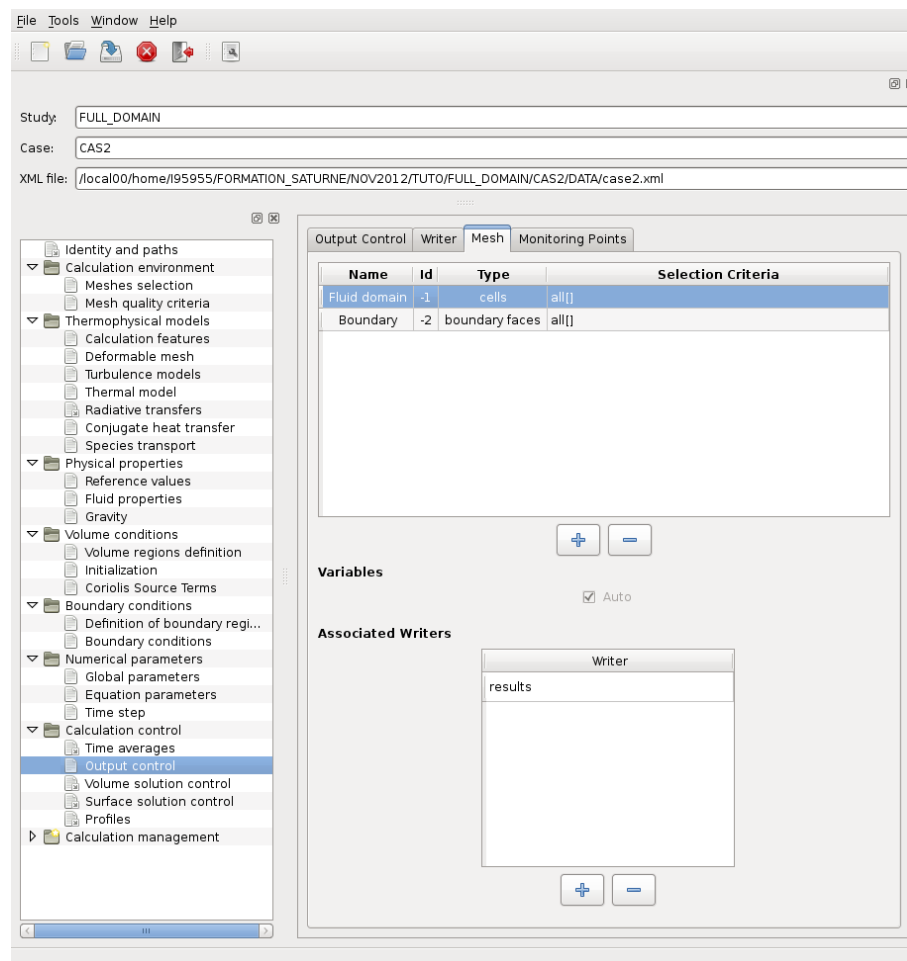 File Tools Window Help
Study: FULL_DOMAIN
Case: CAS2
XML file: /local00/home/I95955/FORMATION_SATURNE/NOV2012/TUTO/FULL_DOMAIN/CAS2/DATA/case2.xml
Identity and paths
Calculation environment
Meshes selection
Mesh quality criteria
Thermophysical models
Calculation features
Deformable mesh
Turbulence models
Thermal model
Radiative transfers
Conjugate heat transfer
Species transport
Physical properties
Reference values
Fluid properties
Gravity
Volume conditions
Volume regions definition
Initialization
Coriolis Source Terms
Boundary conditions
Definition of boundary regi...
Boundary conditions
Numerical parameters
Global parameters
Equation parameters
Time step
Calculation control
Time averages
Output control
Volume solution control
Surface solution control
Profiles
Calculation management
Output Control Writer Mesh Monitoring Points
Name Id Type Selection Criteria
Fluid domain -1 cells all[]
Boundary -2 boundary faces all[]
Variables
Auto
Associated Writers
Writer
results